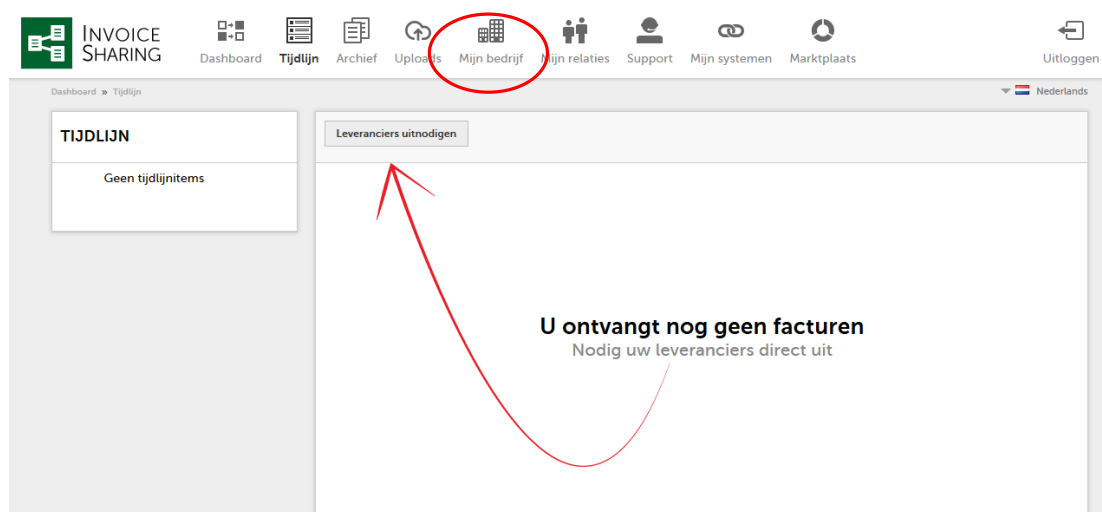 INVOICE
SHARING
Dashboard Tijdlijn Archief Uploads Mijn bedrijf Mijn relaties Support Mijn systemen Marktplaats Uitloggen
Dashboard » Tijdlijn Nederlands
TIJDLIJN
Leveranciers uitnodigen
Geen tijdlijnitems
U ontvangt nog geen facturen
Nodig uw leveranciers direct uit